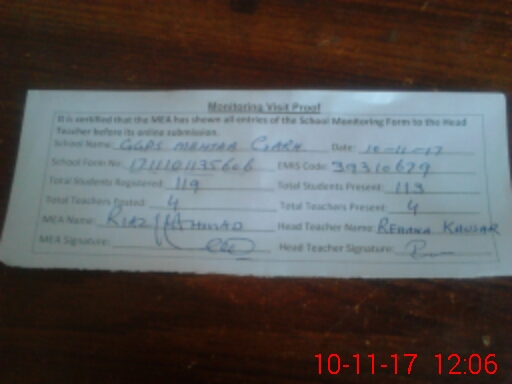 Monitoring Visit Proof
It is certified that the MEA has shown all entries of the School Monitoring Form to the Head
Teacher before its online submission.
School Name: GGPS MEHTAB GARH Date: 10-11-17
School Form No: 1711101135606 EMIS Code: 39310679
Total Students Registered: 119 Total Students Present: 113
Total Teachers Posted: 4 Total Teachers Present: 4
MEA Name: RIAZ Head Teacher Name: REHANA KAUSAR
MEA Signature: Head Teacher Signature:
10-11-17 12:06